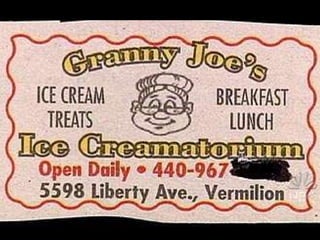 Granny Joe's
ICE CREAM
TREATS
BREAKFAST
LUNCH
Ice Creamatorium
Open Daily • 440-967
5598 Liberty Ave., Vermilion